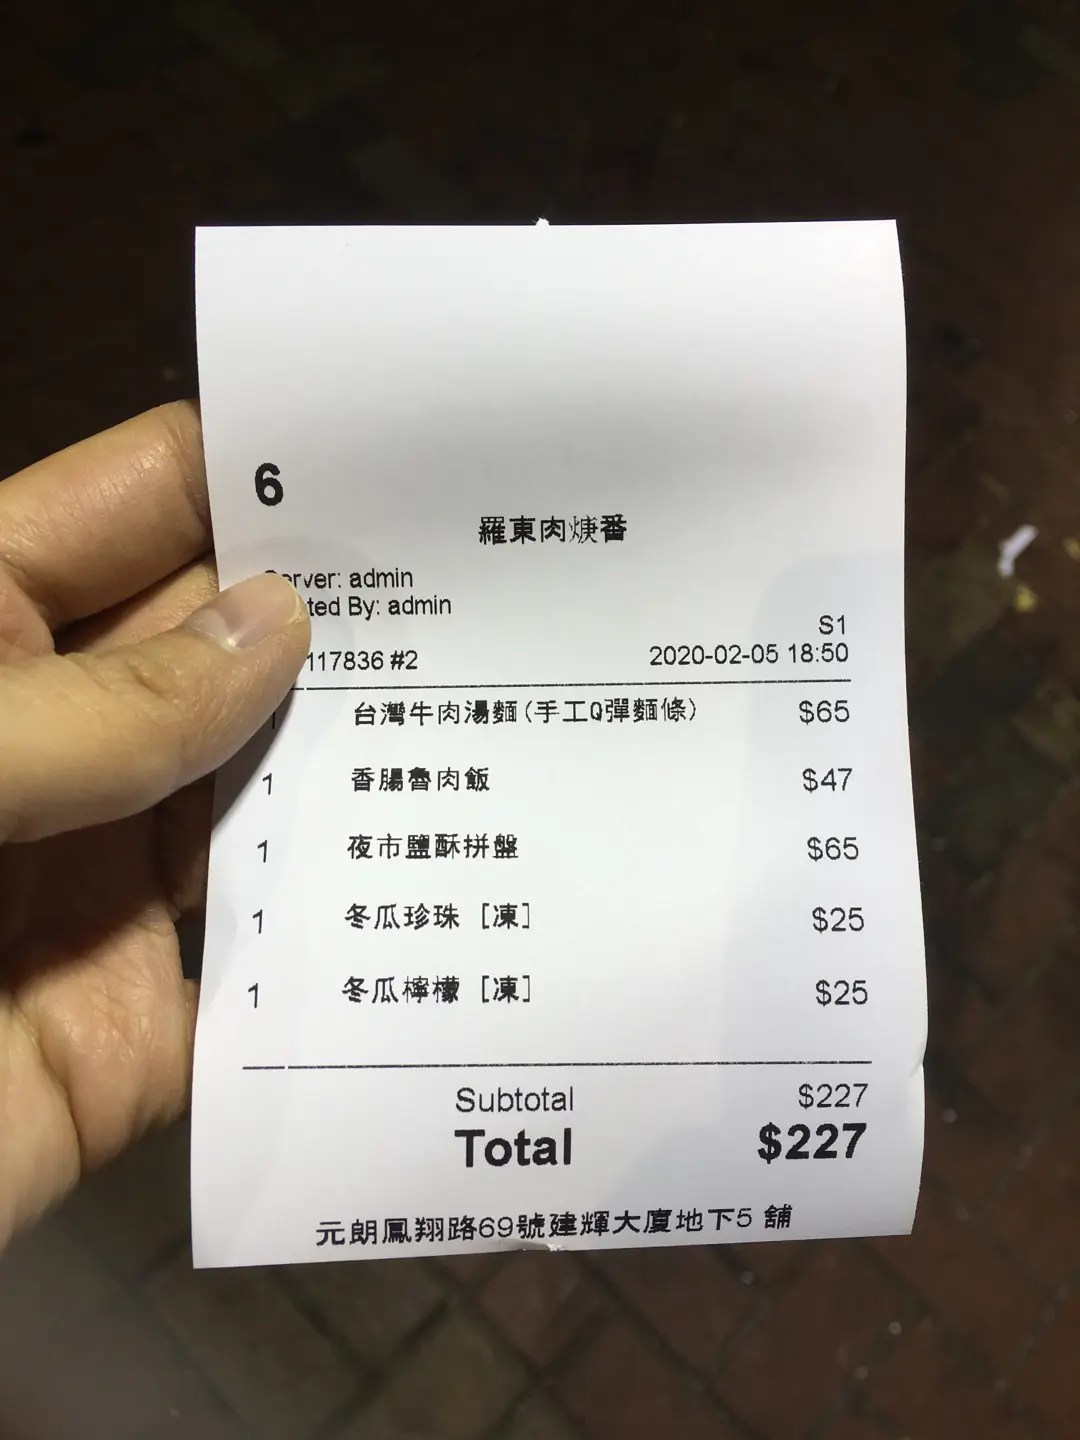 6
羅東肉焿番
Server: admin
By: admin
S1
117836 #2 2020-02-05 18:50
1 台灣牛肉湯麵(手工Q彈麵條) $65
1 香腸魯肉飯 $47
1 夜市鹽酥拼盤 $65
1 冬瓜珍珠 [凍] $25
1 冬瓜檸檬 [凍] $25
Subtotal $227
Total $227
元朗鳳翔路69號建輝大廈地下5 舖